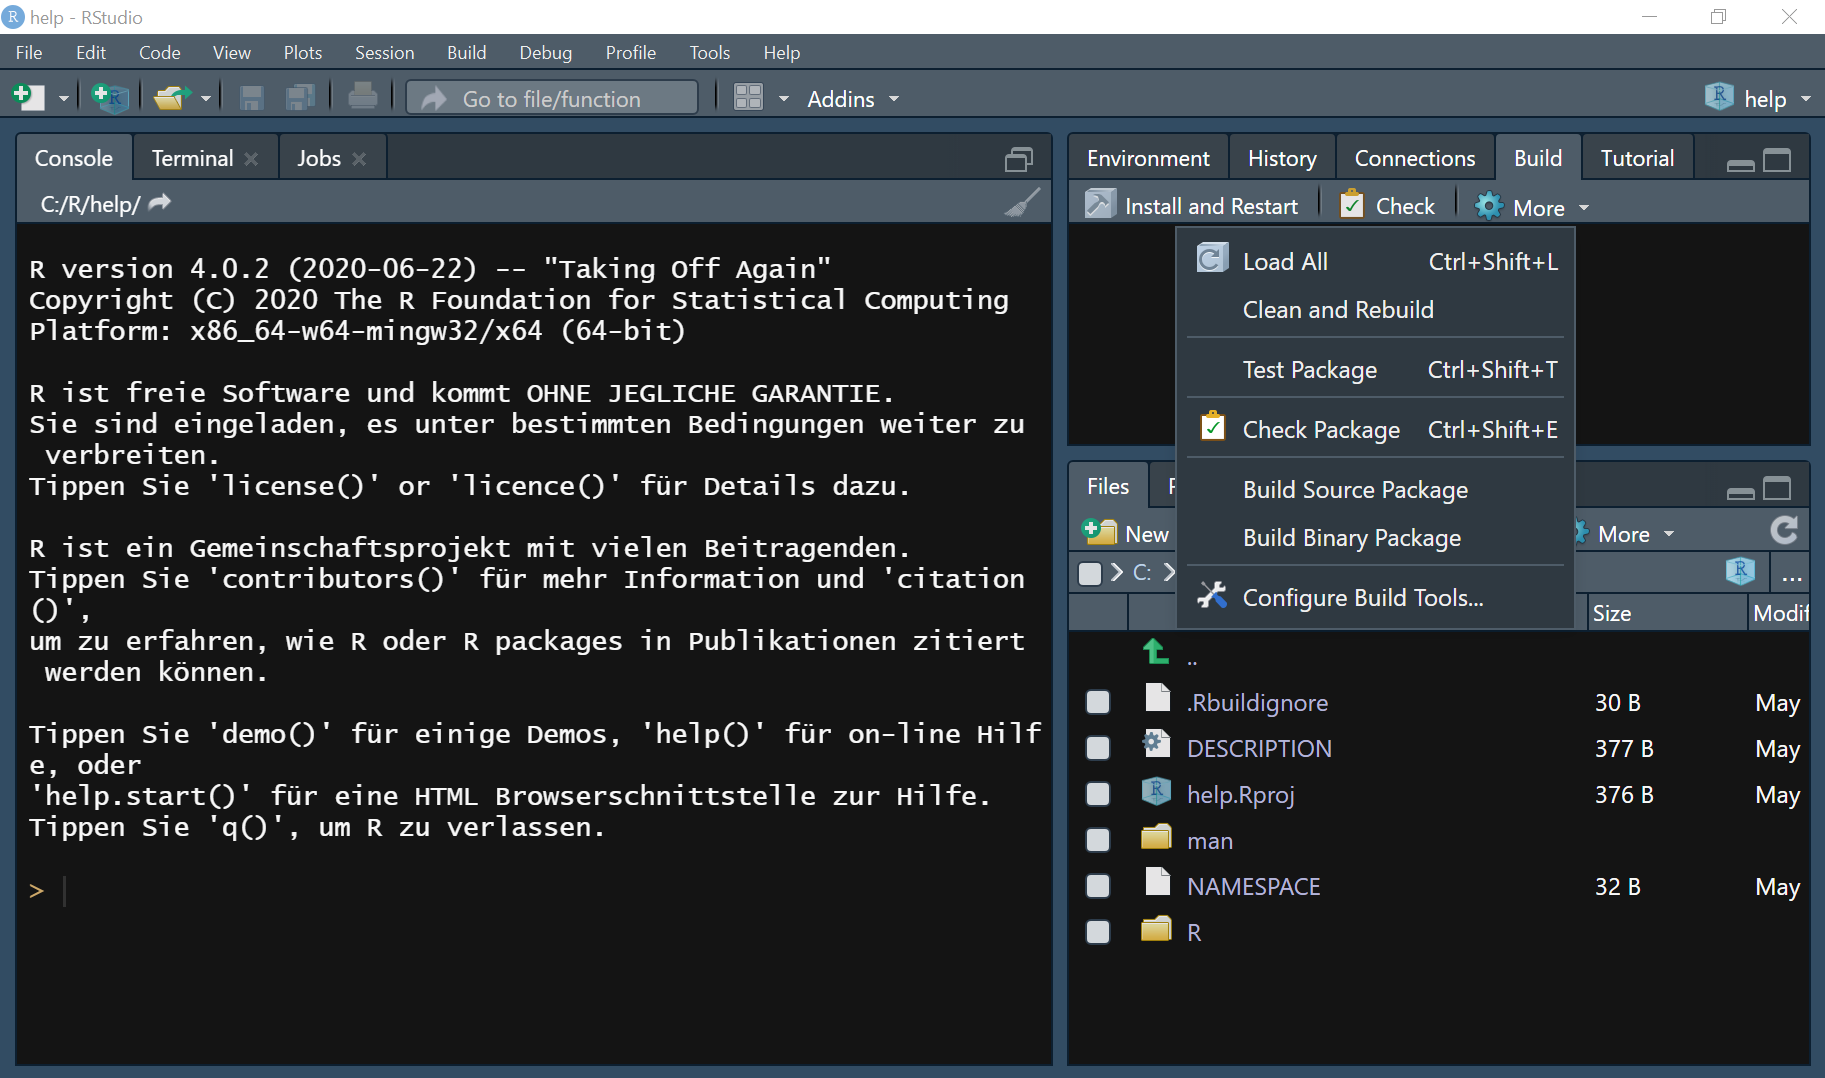 help - RStudio
File Edit Code View Plots Session Build Debug Profile Tools Help
Go to file/function Addins help
Console Terminal Jobs
C:/R/help/
R version 4.0.2 (2020-06-22) -- "Taking Off Again"
Copyright (C) 2020 The R Foundation for Statistical Computing
Platform: x86_64-w64-mingw32/x64 (64-bit)
R ist freie Software und kommt OHNE JEGLICHE GARANTIE.
Sie sind eingeladen, es unter bestimmten Bedingungen weiter zu
verbreiten.
Tippen Sie 'license()' or 'licence()' für Details dazu.
R ist ein Gemeinschaftsprojekt mit vielen Beitragenden.
Tippen Sie 'contributors()' für mehr Information und 'citation
()',
um zu erfahren, wie R oder R packages in Publikationen zitiert
werden können.
Tippen Sie 'demo()' für einige Demos, 'help()' für on-line Hilf
e, oder
'help.start()' für eine HTML Browserschnittstelle zur Hilfe.
Tippen Sie 'q()', um R zu verlassen.
>
Environment History Connections Build Tutorial
Install and Restart Check More
Load All Ctrl+Shift+L
Clean and Rebuild
Test Package Ctrl+Shift+T
Check Package Ctrl+Shift+E
Build Source Package
Build Binary Package
Configure Build Tools...
Files
New More
C: ...
Size Modif
..
.Rbuildignore 30 B May
DESCRIPTION 377 B May
help.Rproj 376 B May
man
NAMESPACE 32 B May
R